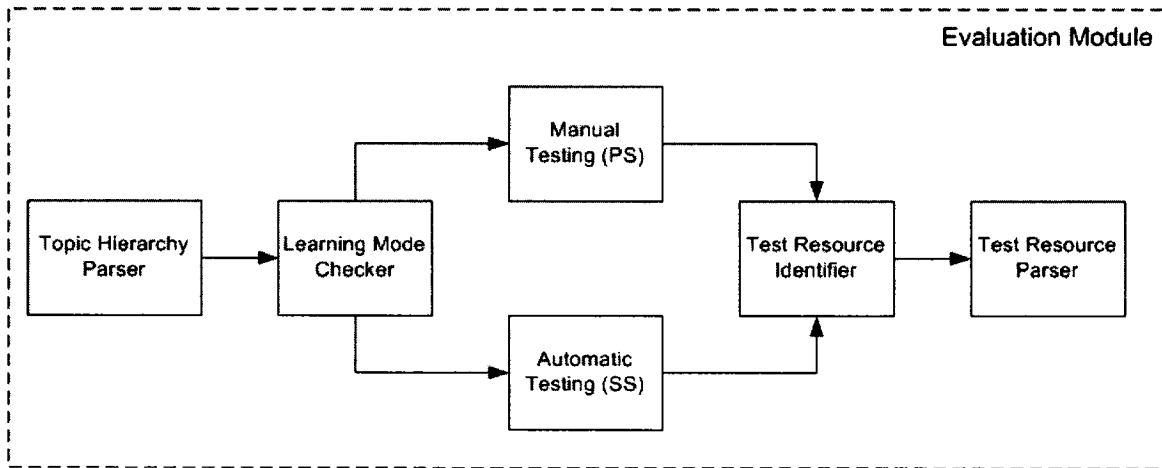 Evaluation Module
Manual
Testing (PS)
Topic Hierarchy
Parser
Learning Mode
Checker
Test Resource
Identifier
Test Resource
Parser
Automatic
Testing (SS)